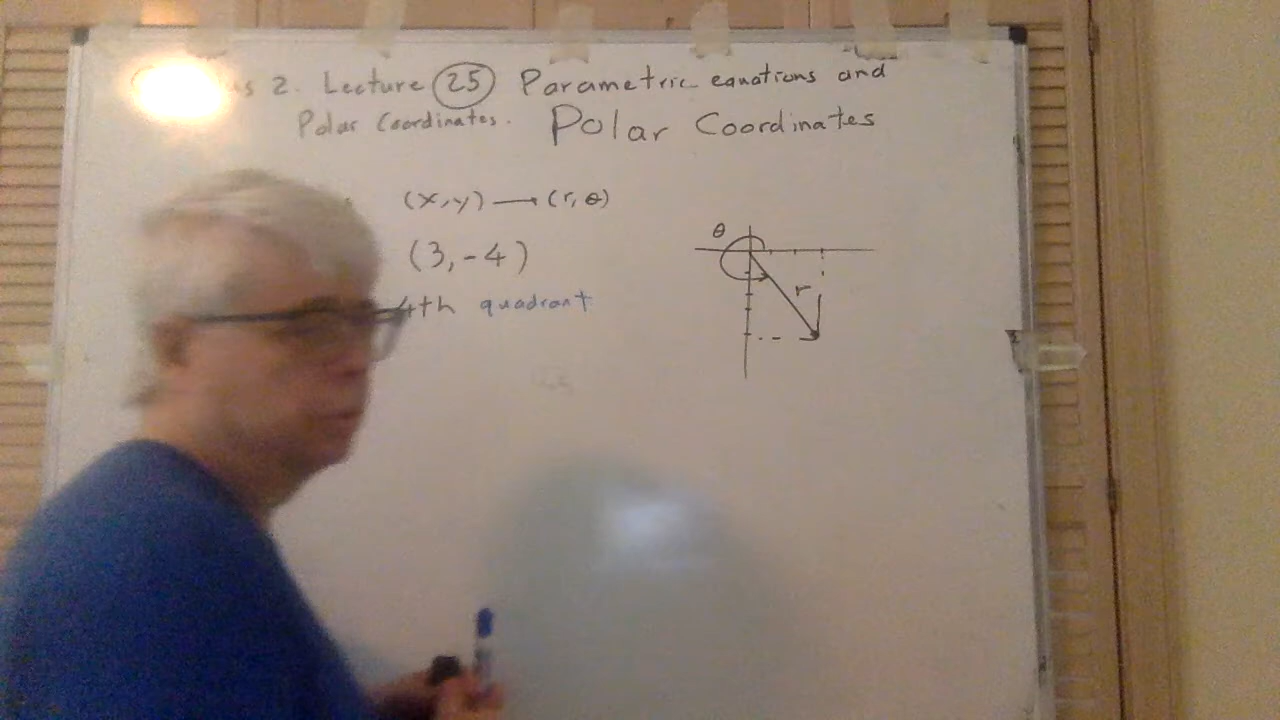 s 2. Lecture 25 Parametric equations and
Polar Coordinates. Polar Coordinates
(x,y) → (r, θ)
(3,-4)
4th quadrant
θ
r